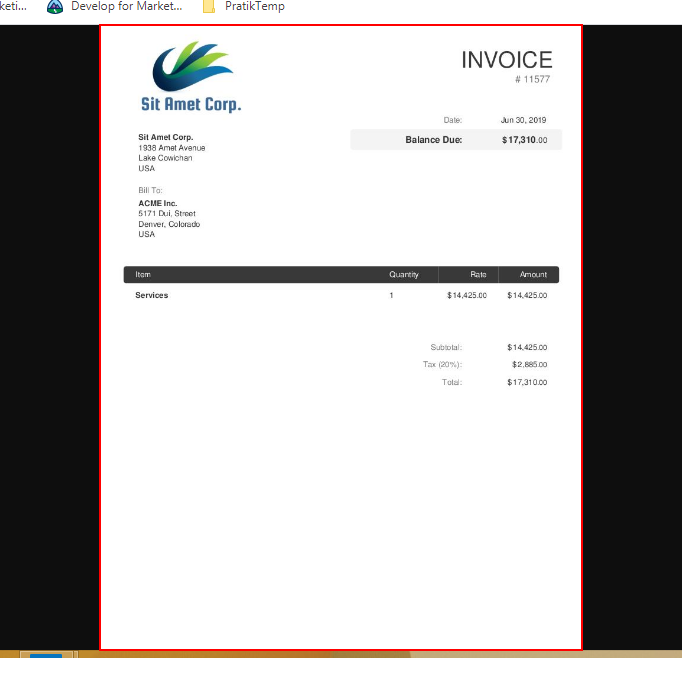 keti...
Develop for Market...
PratikTemp
INVOICE
# 11577
Sit Amet Corp.
Date: Jun 30, 2019
Balance Due: $17,310.00
Sit Amet Corp.
1938 Amet Avenue
Lake Cowichan
USA
Bill To:
ACME Inc.
5171 Dui, Street
Denver, Colorado
USA
Item Quantity Rate Amount
Services 1 $14,425.00 $14,425.00
Subtotal: $14,425.00
Tax (20%): $2,885.00
Total: $17,310.00